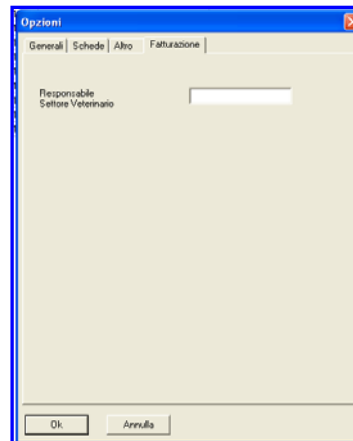 Opzioni
Generali Schede Altro Fatturazione
Responsabile
Settore Veterinario
Ok Annulla